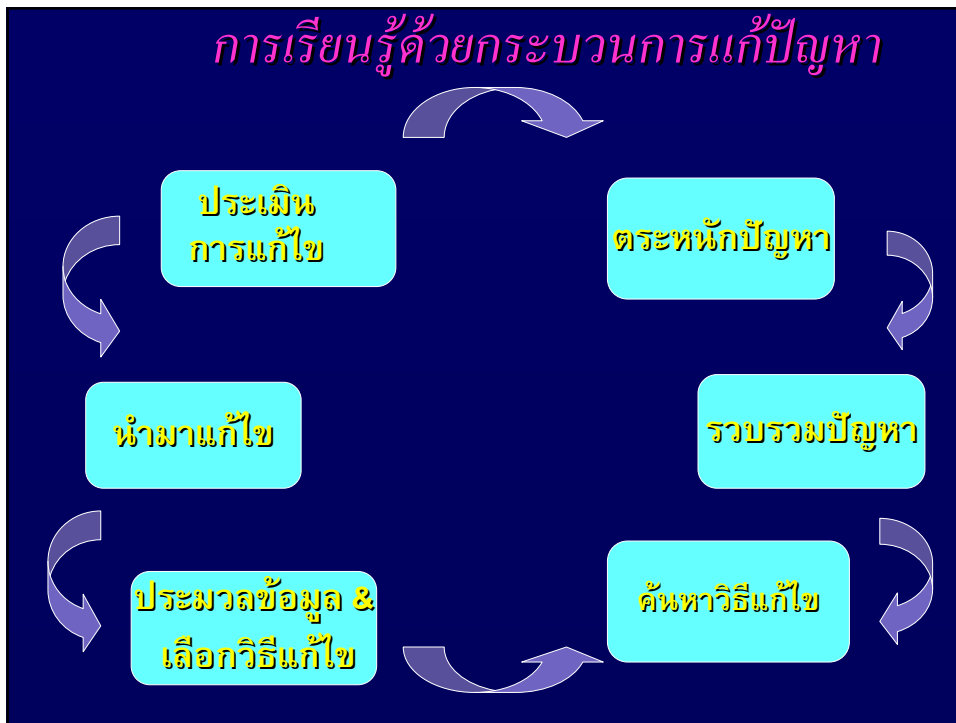 การเรียนรู้ด้วยกระบวนการแก้ปัญหา
ประเมิน
การแก้ไข
ตระหนักปัญหา
นำมาแก้ไข
รวบรวมปัญหา
ประมวลข้อมูล &
เลือกวิธีแก้ไข
ค้นหาวิธีแก้ไข